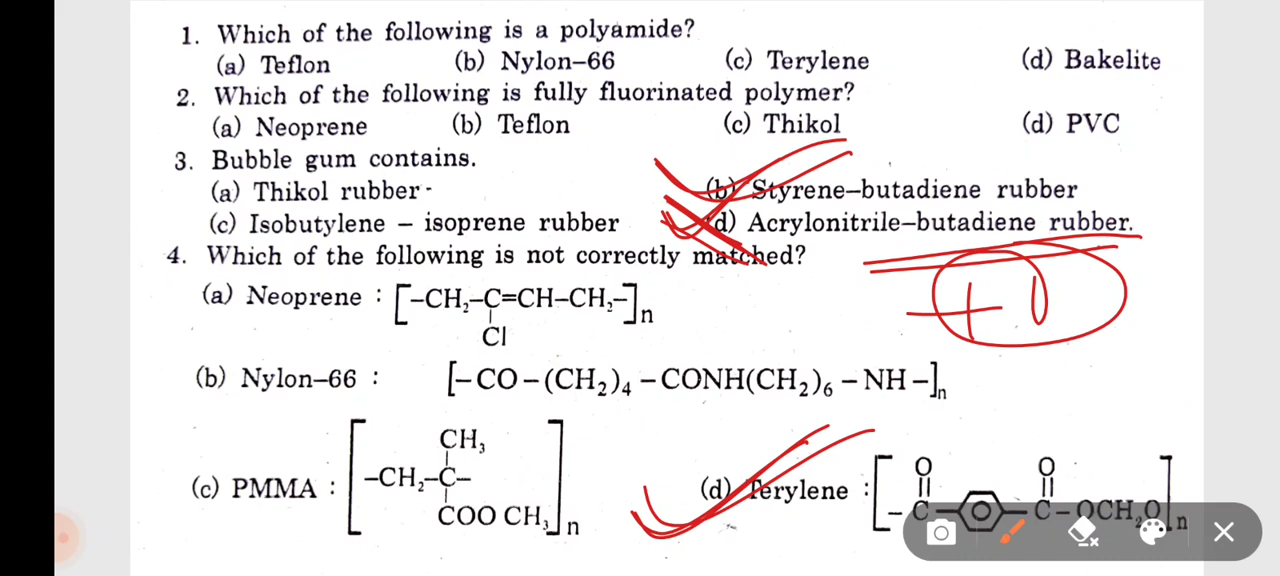 1. Which of the following is a polyamide?
(a) Teflon (b) Nylon–66 (c) Terylene (d) Bakelite
2. Which of the following is fully fluorinated polymer?
(a) Neoprene (b) Teflon (c) Thikol (d) PVC
3. Bubble gum contains.
(a) Thikol rubber (b) Styrene–butadiene rubber
(c) Isobutylene – isoprene rubber (d) Acrylonitrile–butadiene rubber.
4. Which of the following is not correctly matched?
(a) Neoprene : [–CH₂–C=CH–CH₂–]n
Cl
(b) Nylon–66 : [–CO–(CH₂)₄–CONH(CH₂)₆–NH–]n
CH₃
(c) PMMA : [–CH₂–C–
COO CH₃]n
O O
(d) Terylene : [–C– –C–OCH₂O]n
+0